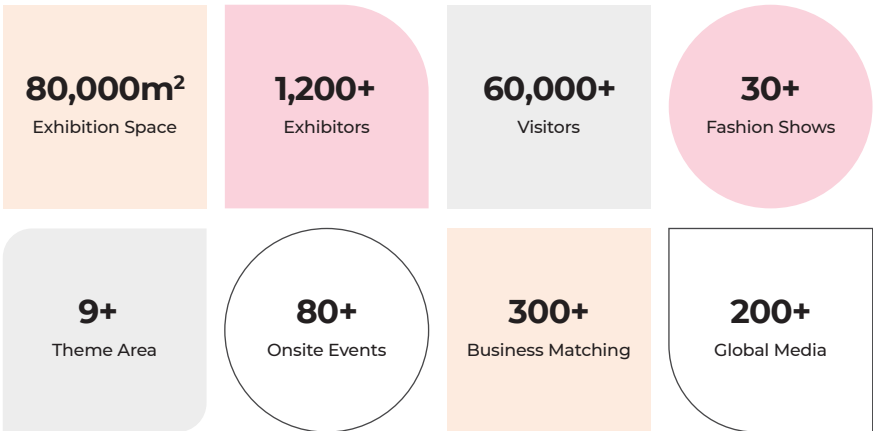 80,000m²
Exhibition Space
1,200+
Exhibitors
60,000+
Visitors
30+
Fashion Shows
9+
Theme Area
80+
Onsite Events
300+
Business Matching
200+
Global Media